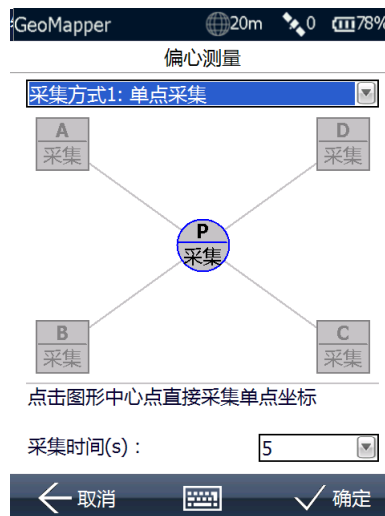 GeoMapper 20m 0 78%
偏心测量
采集方式1: 单点采集
A D
采集 采集
P
采集
B C
采集 采集
点击图形中心点直接采集单点坐标
采集时间(s) : 5
取消 确定